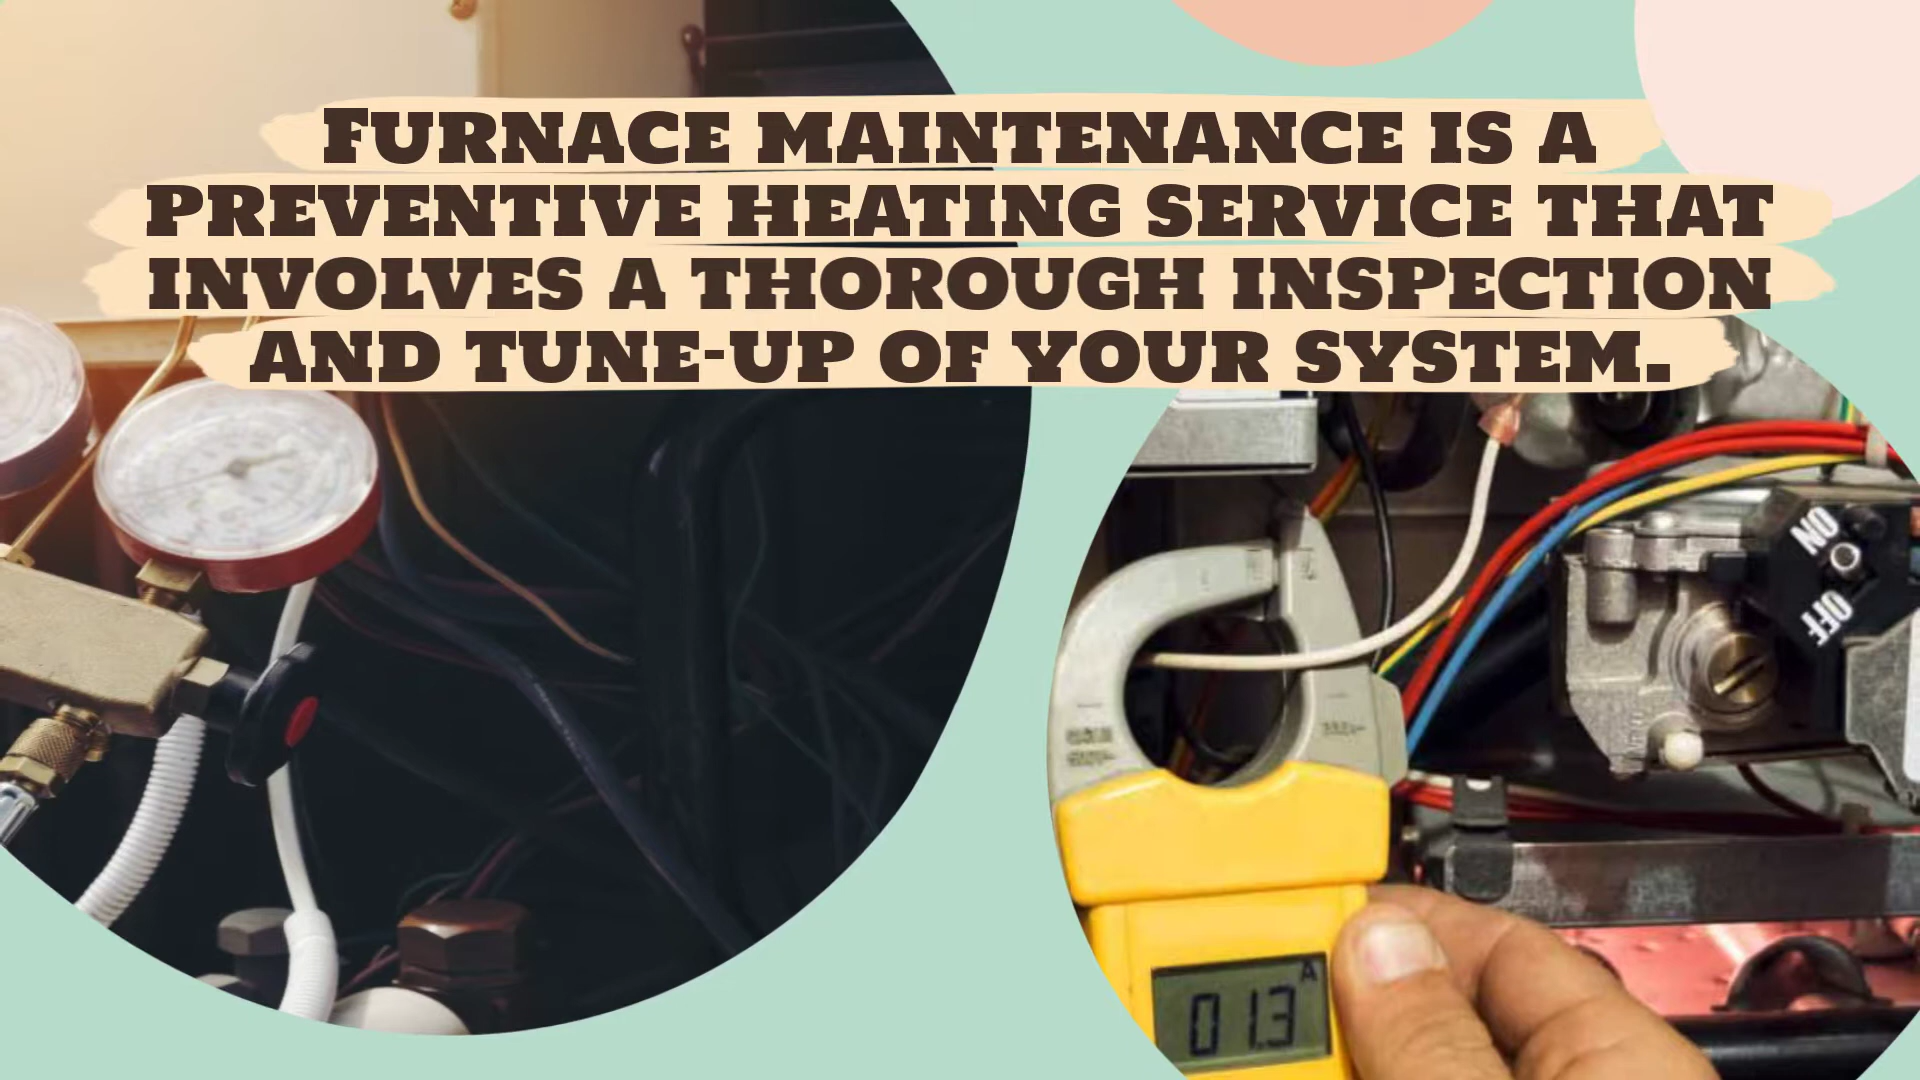 Furnace maintenance is a
preventive heating service that
involves a thorough inspection
and tune-up of your system.
ON
OFF
A
01.3